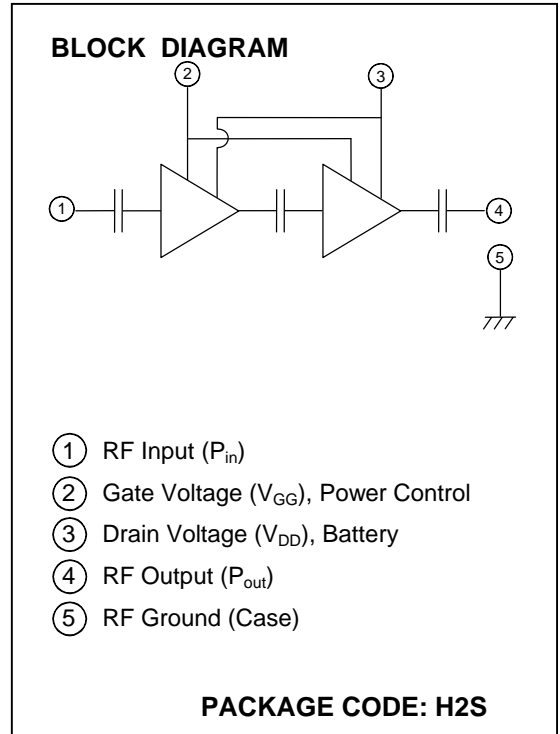 BLOCK DIAGRAM
2 3
1 4
5
1 RF Input (Pin)
2 Gate Voltage (VGG), Power Control
3 Drain Voltage (VDD), Battery
4 RF Output (Pout)
5 RF Ground (Case)
PACKAGE CODE: H2S